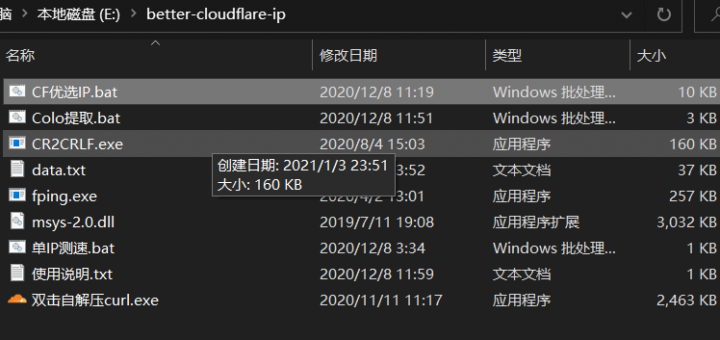 脑 › 本地磁盘 (E:) › better-cloudflare-ip
名称 修改日期 类型 大小
CF优选IP.bat 2020/12/8 11:19 Windows 批处理... 10 KB
Colo提取.bat 2020/12/8 11:51 Windows 批处理... 3 KB
CR2CRLF.exe 2020/8/4 15:03 应用程序 160 KB
创建日期: 2021/1/3 23:51
大小: 160 KB
data.txt 3:52 文本文档 37 KB
fping.exe 2020/4/2 13:01 应用程序 257 KB
msys-2.0.dll 2019/7/11 19:08 应用程序扩展 3,032 KB
单IP测速.bat 2020/12/8 3:34 Windows 批处理... 1 KB
使用说明.txt 2020/12/8 11:59 文本文档 1 KB
双击自解压curl.exe 2020/11/11 11:17 应用程序 2,463 KB